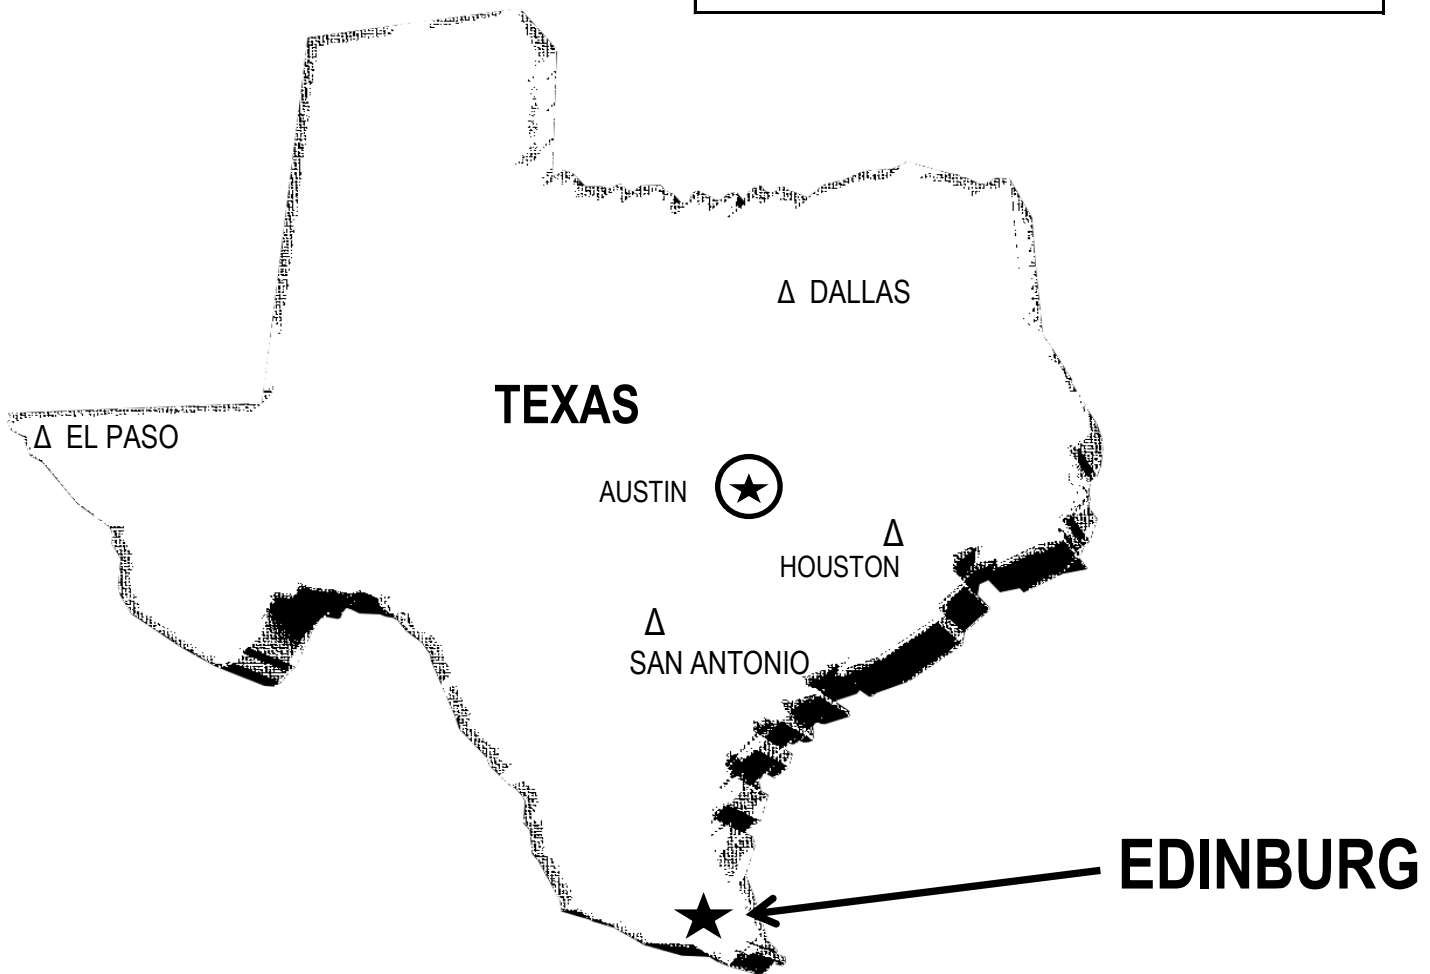 Δ DALLAS
TEXAS
Δ EL PASO
AUSTIN
Δ
HOUSTON
Δ
SAN ANTONIO
EDINBURG